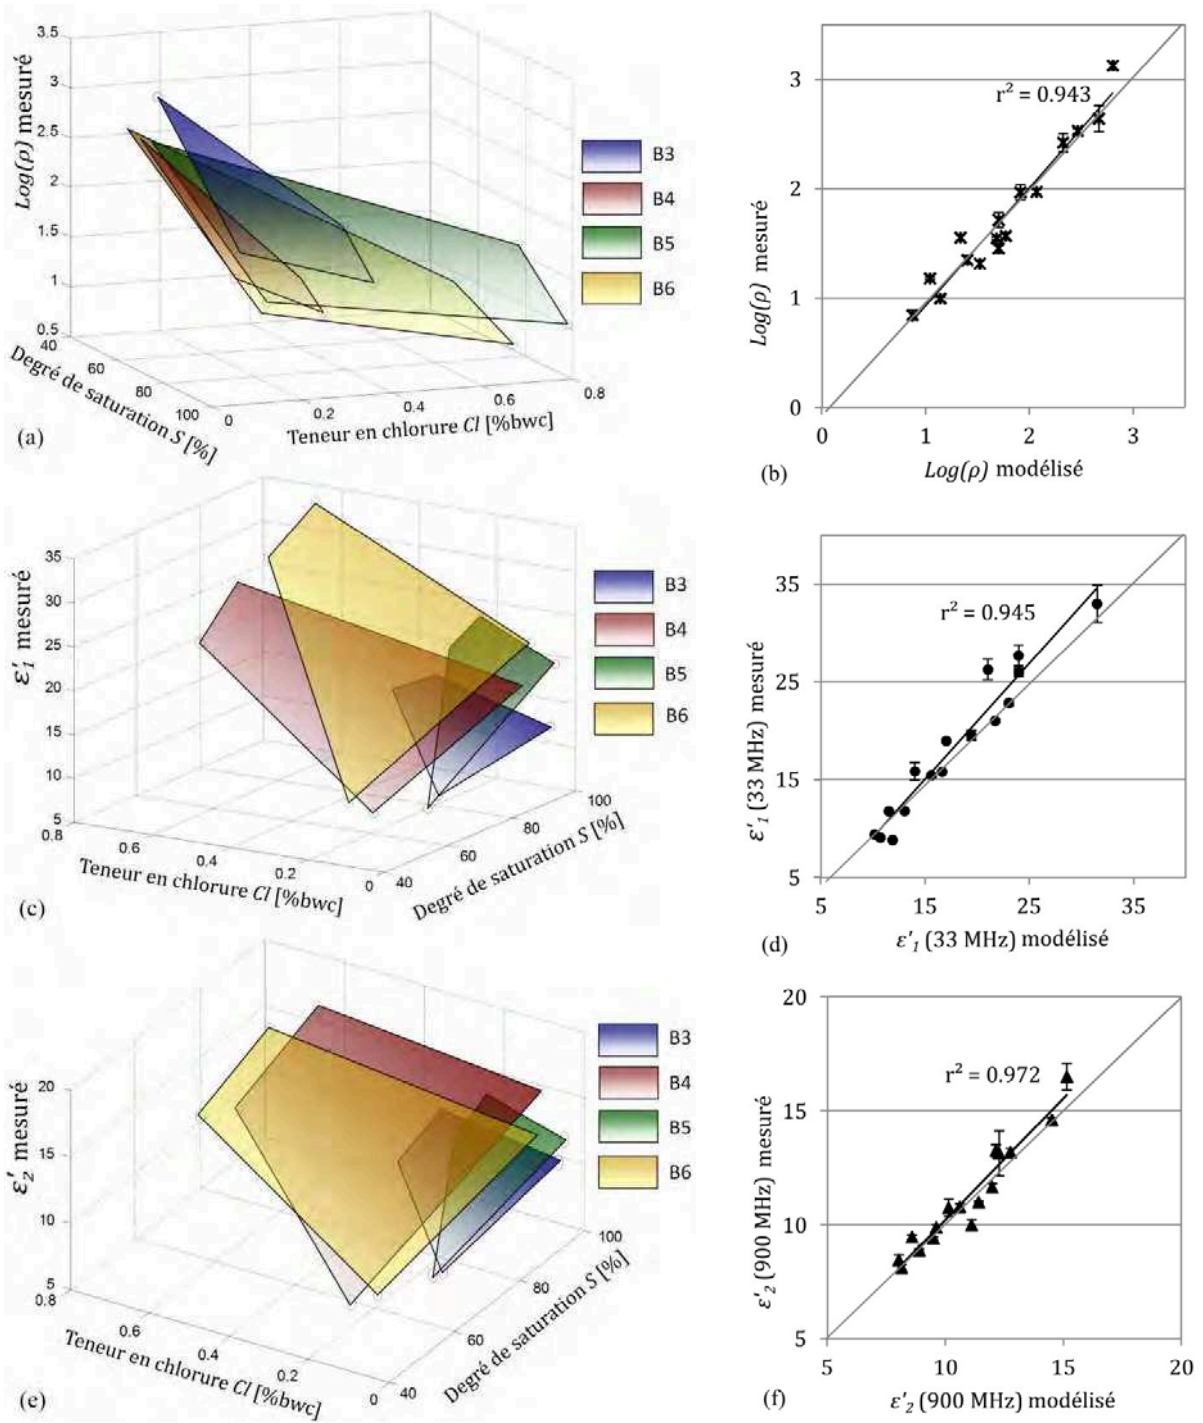 3.5
3
2.5
2
1.5
1
0.5
Log(ρ) mesuré
40
60
80
100
Degré de saturation S [%]
0
0.2
0.4
0.6
0.8
Teneur en chlorure Cl [%bwc]
B3
B4
B5
B6
(a)
3
2
1
0
Log(ρ) mesuré
r² = 0.943
0
1
2
3
Log(ρ) modélisé
(b)
35
30
25
20
15
10
5
ε'₁ mesuré
0.8
0.6
0.4
0.2
0
Teneur en chlorure Cl [%bwc]
40
60
80
100
Degré de saturation S [%]
B3
B4
B5
B6
(c)
35
25
15
5
ε'₁ (33 MHz) mesuré
r² = 0.945
5
15
25
35
ε'₁ (33 MHz) modélisé
(d)
20
15
10
5
ε'₂ mesuré
0.8
0.6
0.4
0.2
0
Teneur en chlorure Cl [%bwc]
40
60
80
100
Degré de saturation S [%]
B3
B4
B5
B6
(e)
20
15
10
5
ε'₂ (900 MHz) mesuré
r² = 0.972
5
10
15
20
ε'₂ (900 MHz) modélisé
(f)